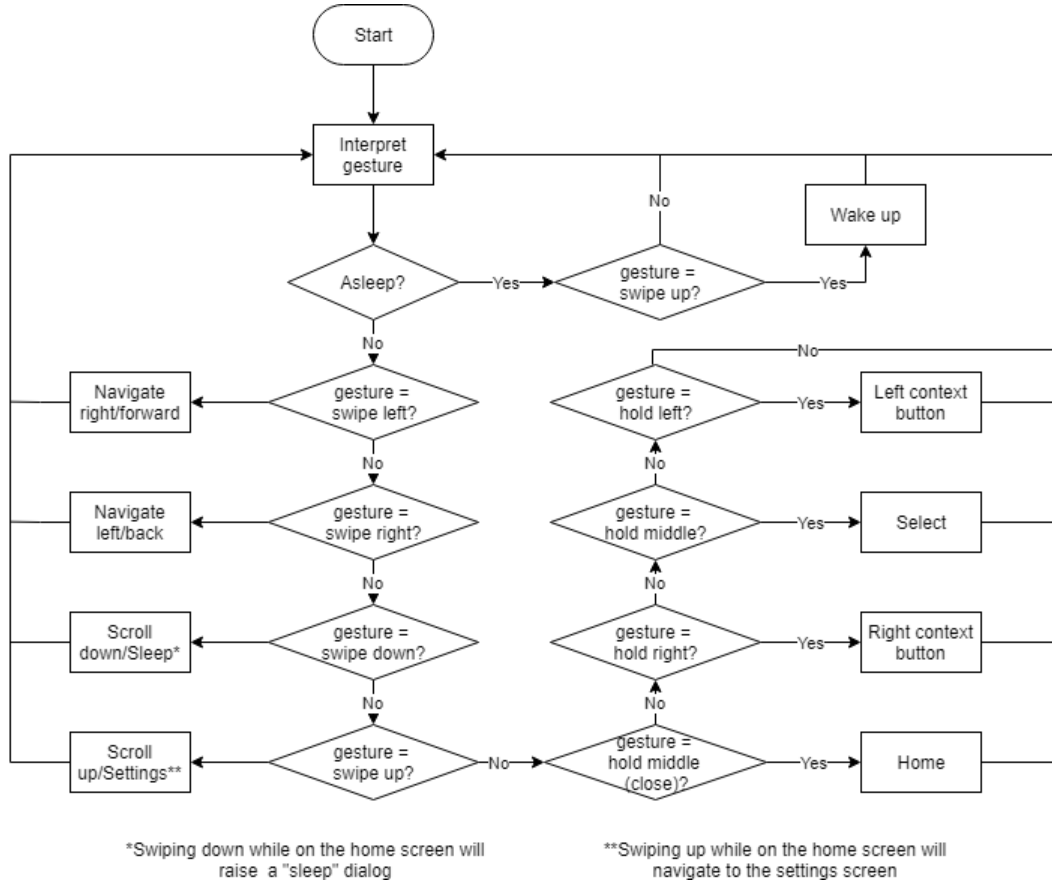 Start
Interpret
gesture
No
Wake up
Asleep?
Yes
gesture =
swipe up?
Yes
No
No
Navigate
right/forward
gesture =
swipe left?
gesture =
hold left?
Yes
Left context
button
No
No
Navigate
left/back
gesture =
swipe right?
gesture =
hold middle?
Yes
Select
No
No
Scroll
down/Sleep*
gesture =
swipe down?
gesture =
hold right?
Yes
Right context
button
No
No
Scroll
up/Settings**
gesture =
swipe up?
No
gesture =
hold middle
(close)?
Yes
Home
*Swiping down while on the home screen will
raise a "sleep" dialog
**Swiping up while on the home screen will
navigate to the settings screen